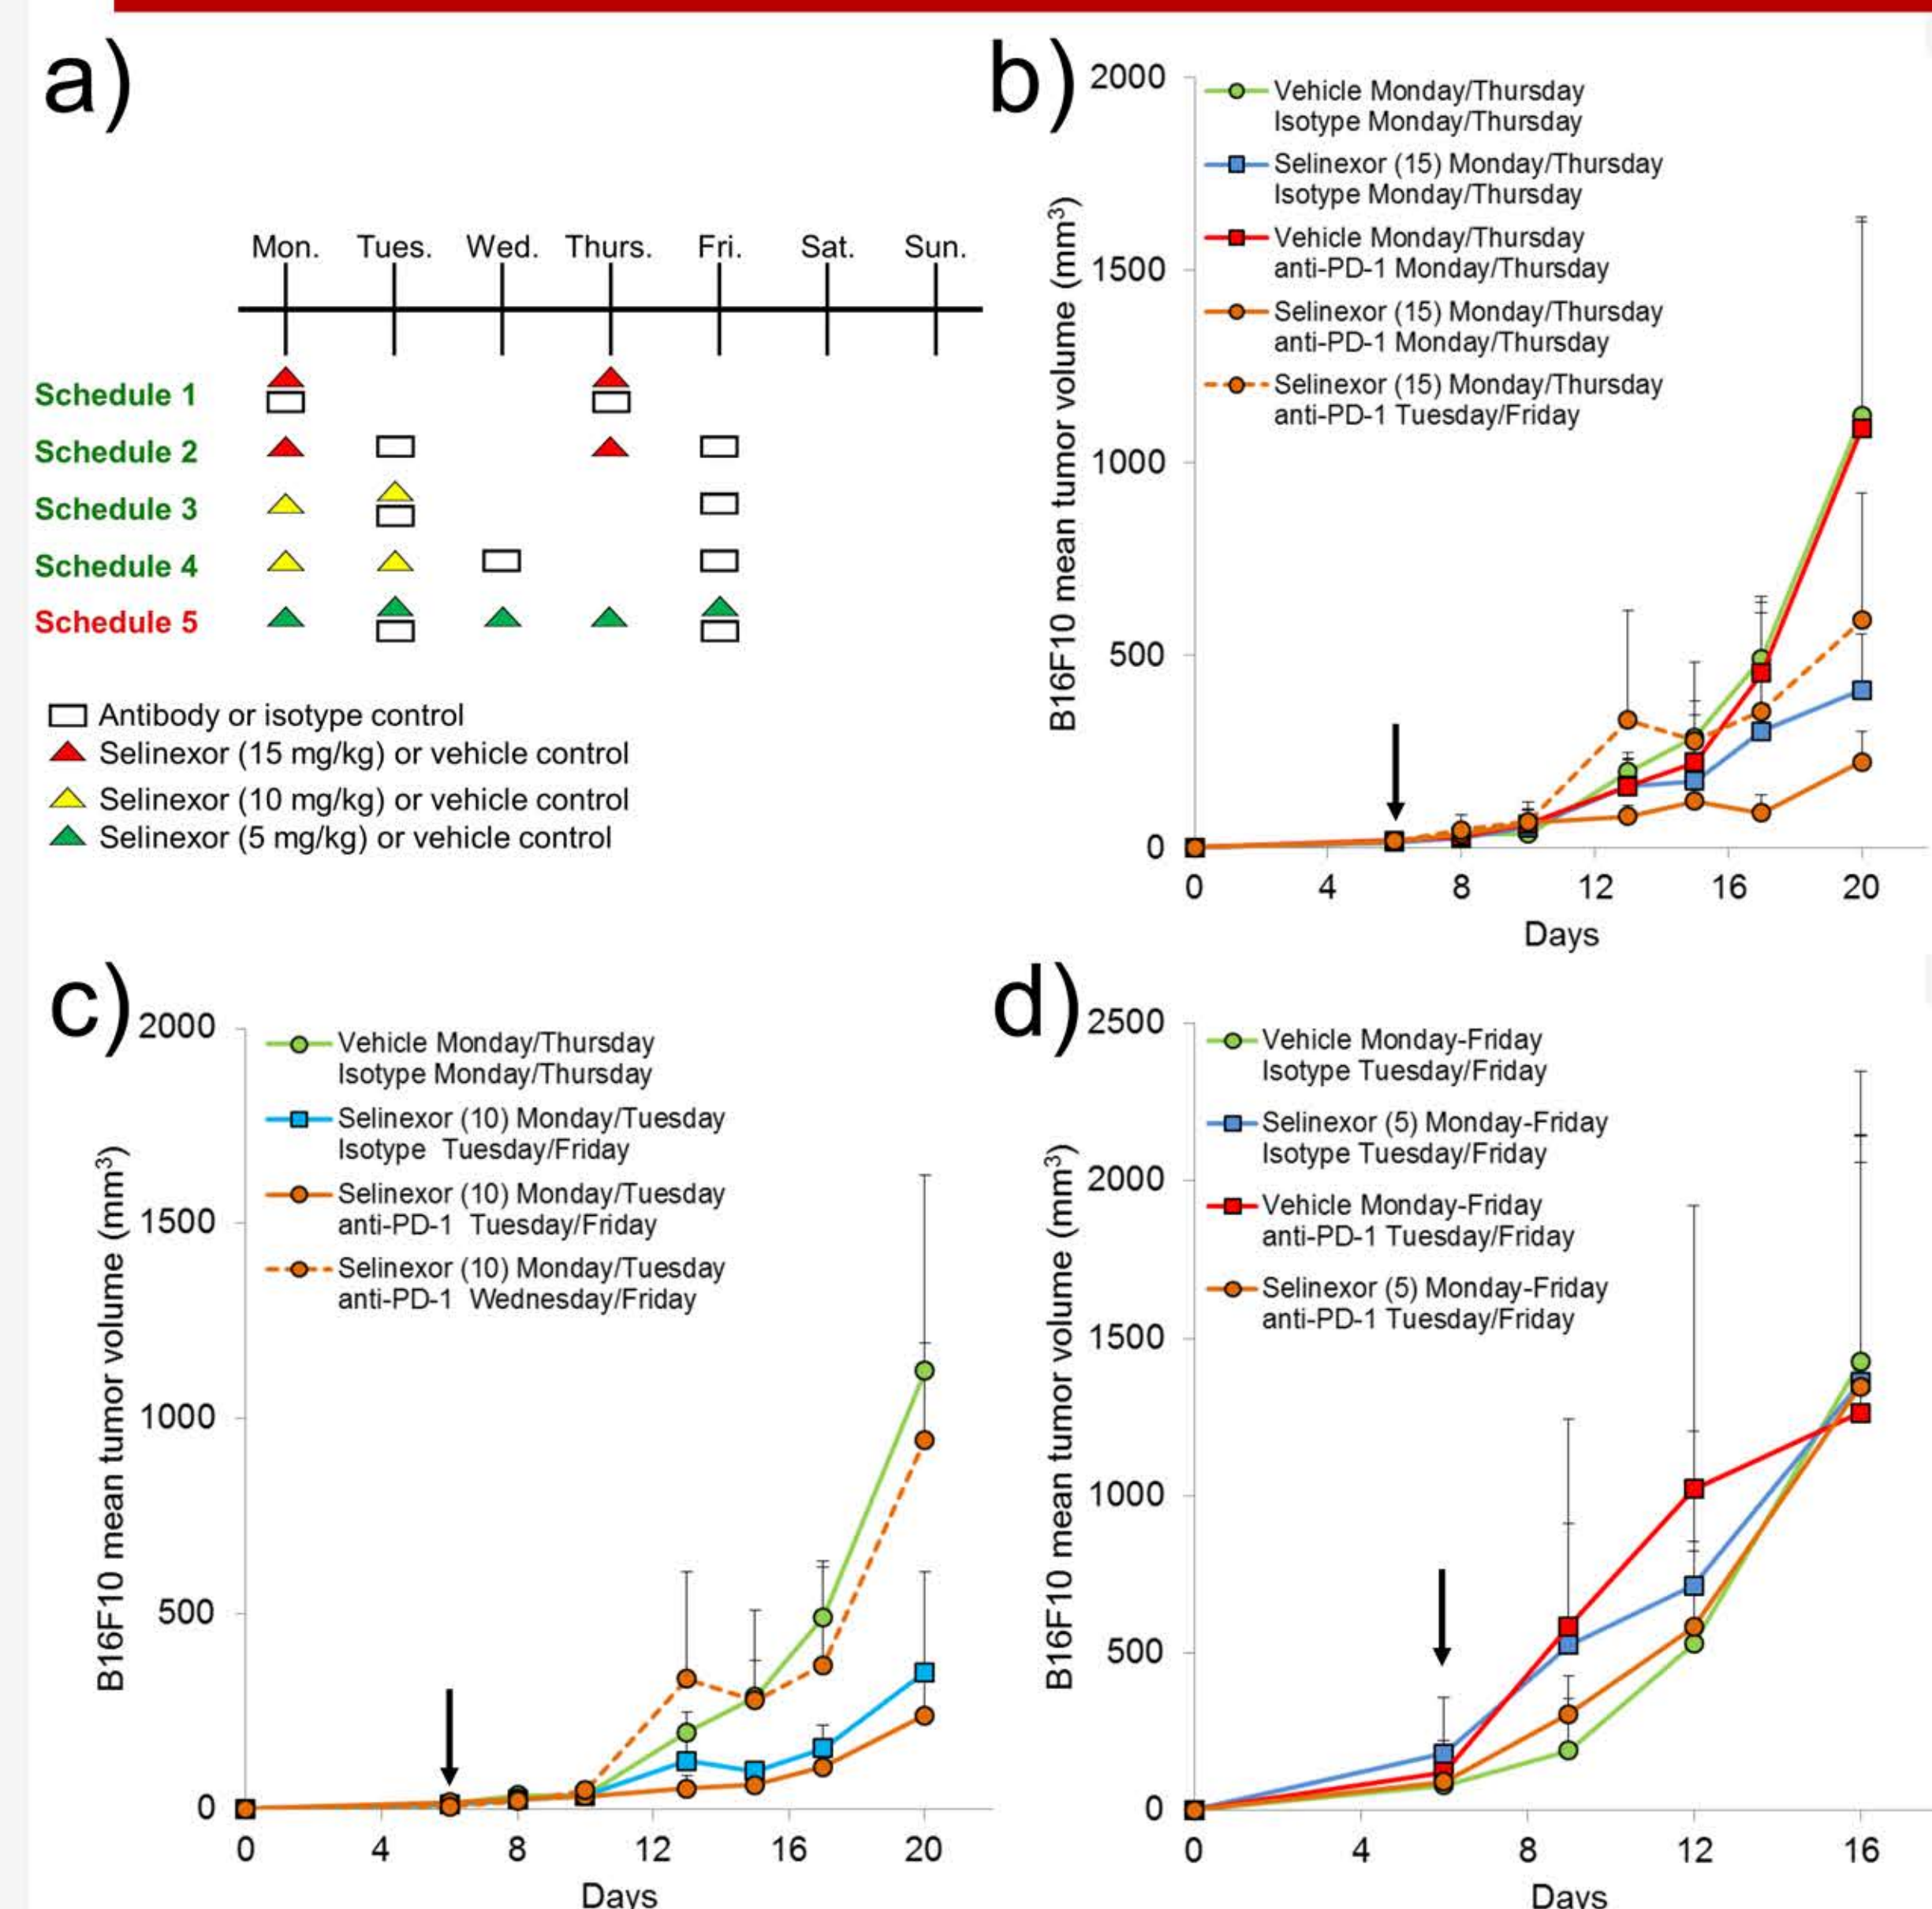 a)
Mon. Tues. Wed. Thurs. Fri. Sat. Sun.
Schedule 1
Schedule 2
Schedule 3
Schedule 4
Schedule 5
Antibody or isotype control
Selinexor (15 mg/kg) or vehicle control
Selinexor (10 mg/kg) or vehicle control
Selinexor (5 mg/kg) or vehicle control
b)
B16F10 mean tumor volume (mm³)
2000
1500
1000
500
0
Vehicle Monday/Thursday
Isotype Monday/Thursday
Selinexor (15) Monday/Thursday
Isotype Monday/Thursday
Vehicle Monday/Thursday
anti-PD-1 Monday/Thursday
Selinexor (15) Monday/Thursday
anti-PD-1 Monday/Thursday
Selinexor (15) Monday/Thursday
anti-PD-1 Tuesday/Friday
0 4 8 12 16 20
Days
c)
B16F10 mean tumor volume (mm³)
2000
1500
1000
500
0
Vehicle Monday/Thursday
Isotype Monday/Thursday
Selinexor (10) Monday/Tuesday
Isotype Tuesday/Friday
Selinexor (10) Monday/Tuesday
anti-PD-1 Tuesday/Friday
Selinexor (10) Monday/Tuesday
anti-PD-1 Wednesday/Friday
0 4 8 12 16 20
Days
d)
B16F10 mean tumor volume (mm³)
2500
2000
1500
1000
500
0
Vehicle Monday-Friday
Isotype Tuesday/Friday
Selinexor (5) Monday-Friday
Isotype Tuesday/Friday
Vehicle Monday-Friday
anti-PD-1 Tuesday/Friday
Selinexor (5) Monday-Friday
anti-PD-1 Tuesday/Friday
0 4 8 12 16
Days